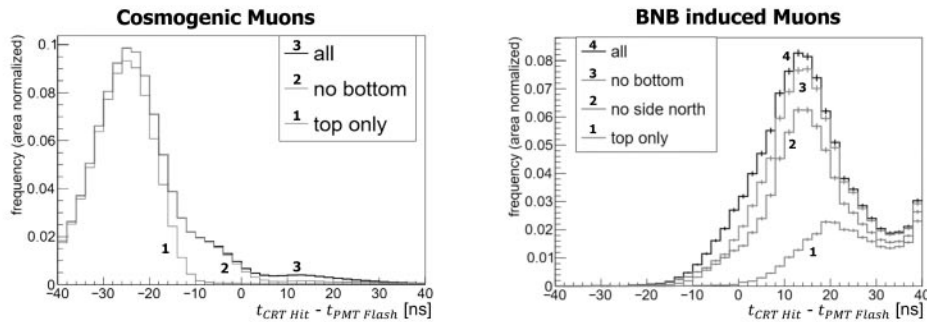 Cosmogenic Muons
frequency (area normalized)
0.1
0.08
0.06
0.04
0.02
0
3 all
2 no bottom
1 top only
1
2
3
−40 −30 −20 −10 0 10 20 30 40
t_CRT Hit - t_PMT Flash [ns]
BNB induced Muons
frequency (area normalized)
0.08
0.07
0.06
0.05
0.04
0.03
0.02
0.01
0
4 all
3 no bottom
2 no side north
1 top only
4
3
2
1
−40 −30 −20 −10 0 10 20 30 40
t_CRT Hit - t_PMT Flash [ns]